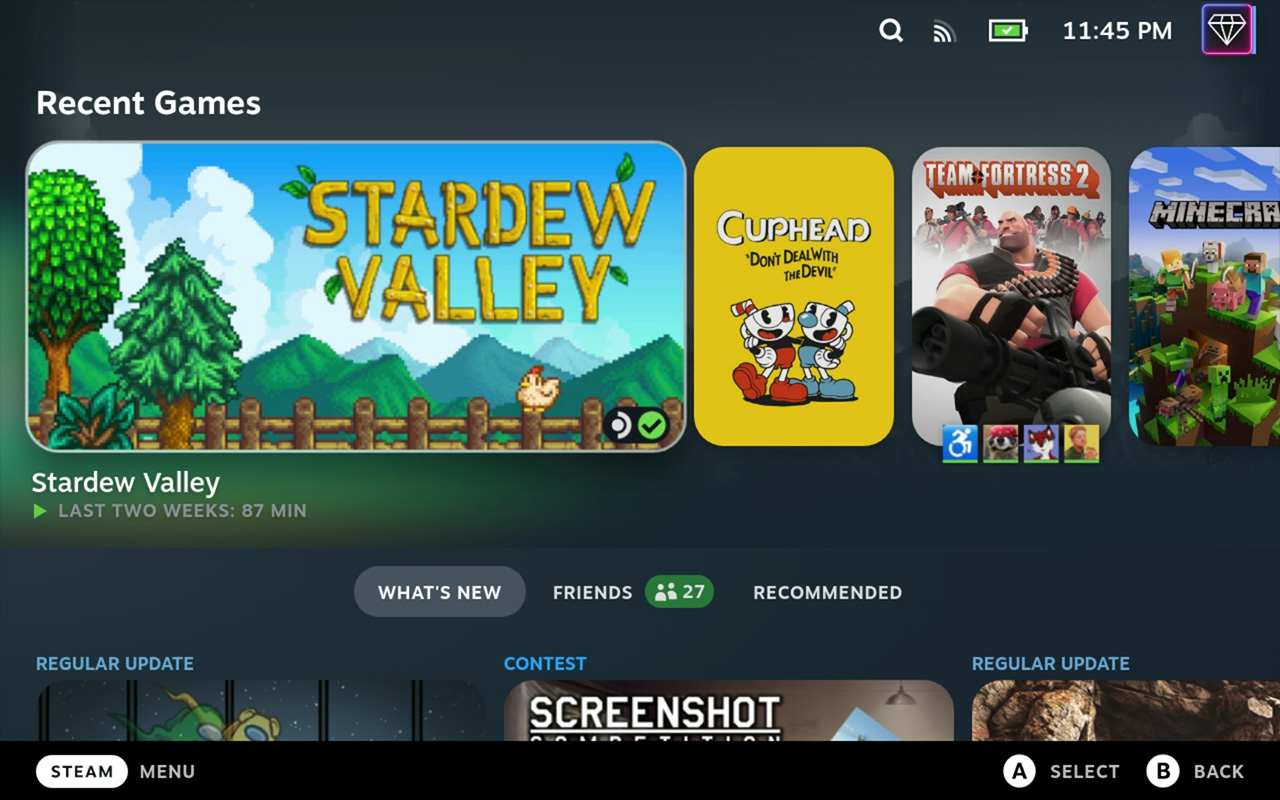 11:45 PM
Recent Games
STARDEW
VALLEY
CUPHEAD
"DON'T DEAL WITH
THE DEVIL"
TEAM FORTRESS 2
MINECRA
Stardew Valley
LAST TWO WEEKS: 87 MIN
WHAT'S NEW
FRIENDS
27
RECOMMENDED
REGULAR UPDATE
CONTEST
REGULAR UPDATE
SCREENSHOT
COMPETITION
STEAM
MENU
A
SELECT
B
BACK